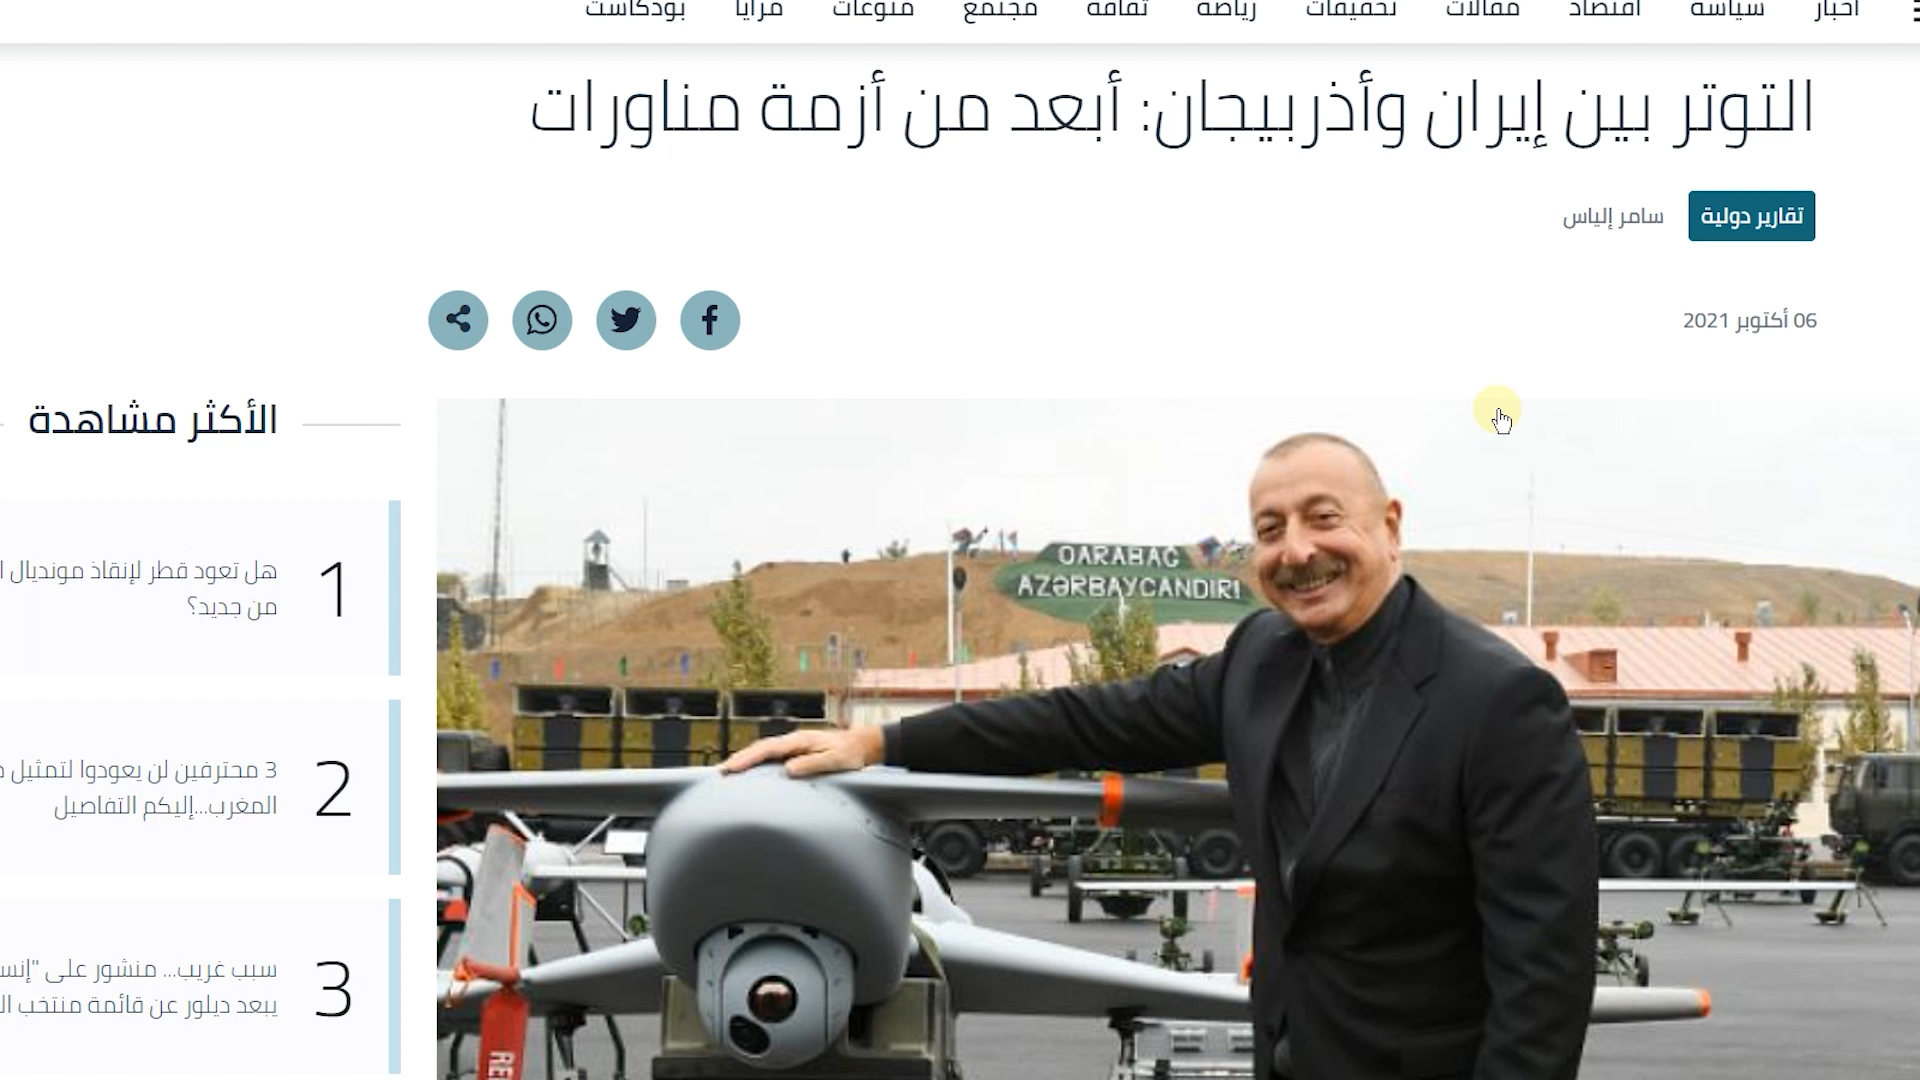 أخبار سياسة اقتصاد مقالات تحقيقات رياضة ثقافة مجتمع منوعات مرايا بودكاست
التوتر بين إيران وأذربيجان: أبعد من أزمة مناورات
تقارير دولية
سامر إلياس
06 أكتوبر 2021
QARABAĞ
AZƏRBAYCANDIR!
الأكثر مشاهدة
1
هل تعود قطر لإنقاذ مونديال
من جديد؟
2
3 محترفين لن يعودوا لتمثيل
المغرب...إليكم التفاصيل
3
سبب غريب... منشور على "إنس
يبعد ديلور عن قائمة منتخب
RE